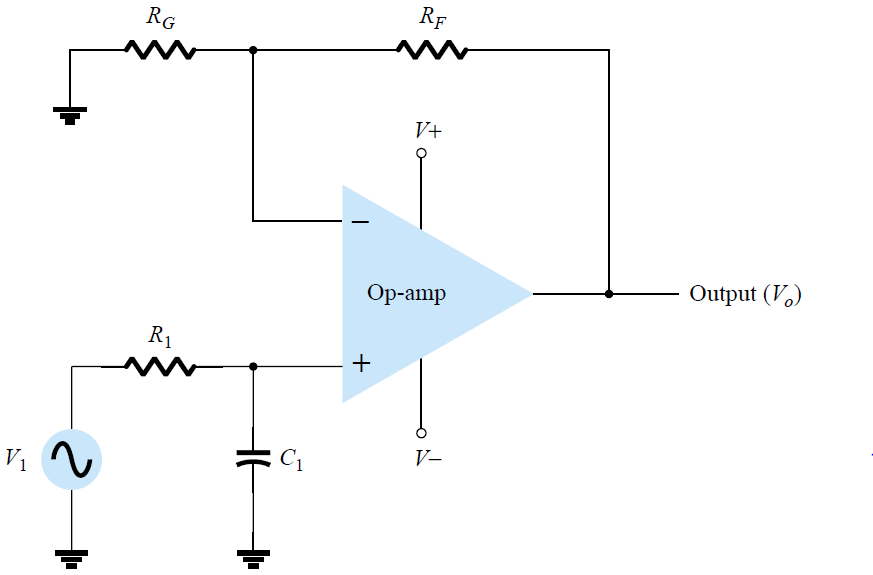 R_G
R_F
V+
−
Op-amp
Output (V_o)
R_1
+
V_1
C_1
V−